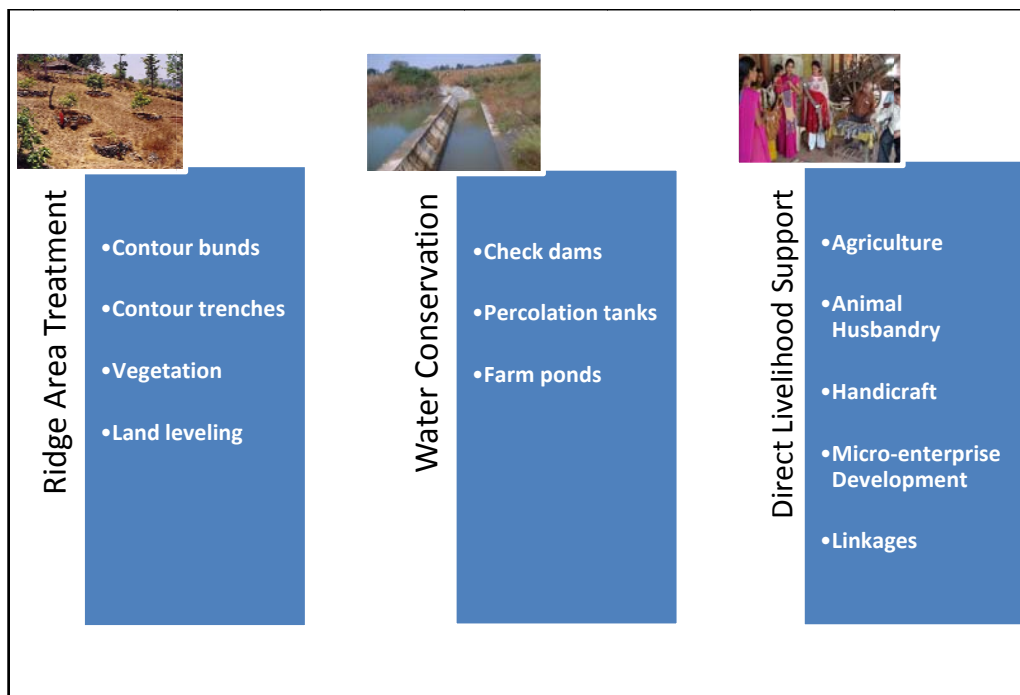 Ridge Area Treatment
•Contour bunds
•Contour trenches
•Vegetation
•Land leveling
Water Conservation
•Check dams
•Percolation tanks
•Farm ponds
Direct Livelihood Support
•Agriculture
•Animal
Husbandry
•Handicraft
•Micro-enterprise
Development
•Linkages